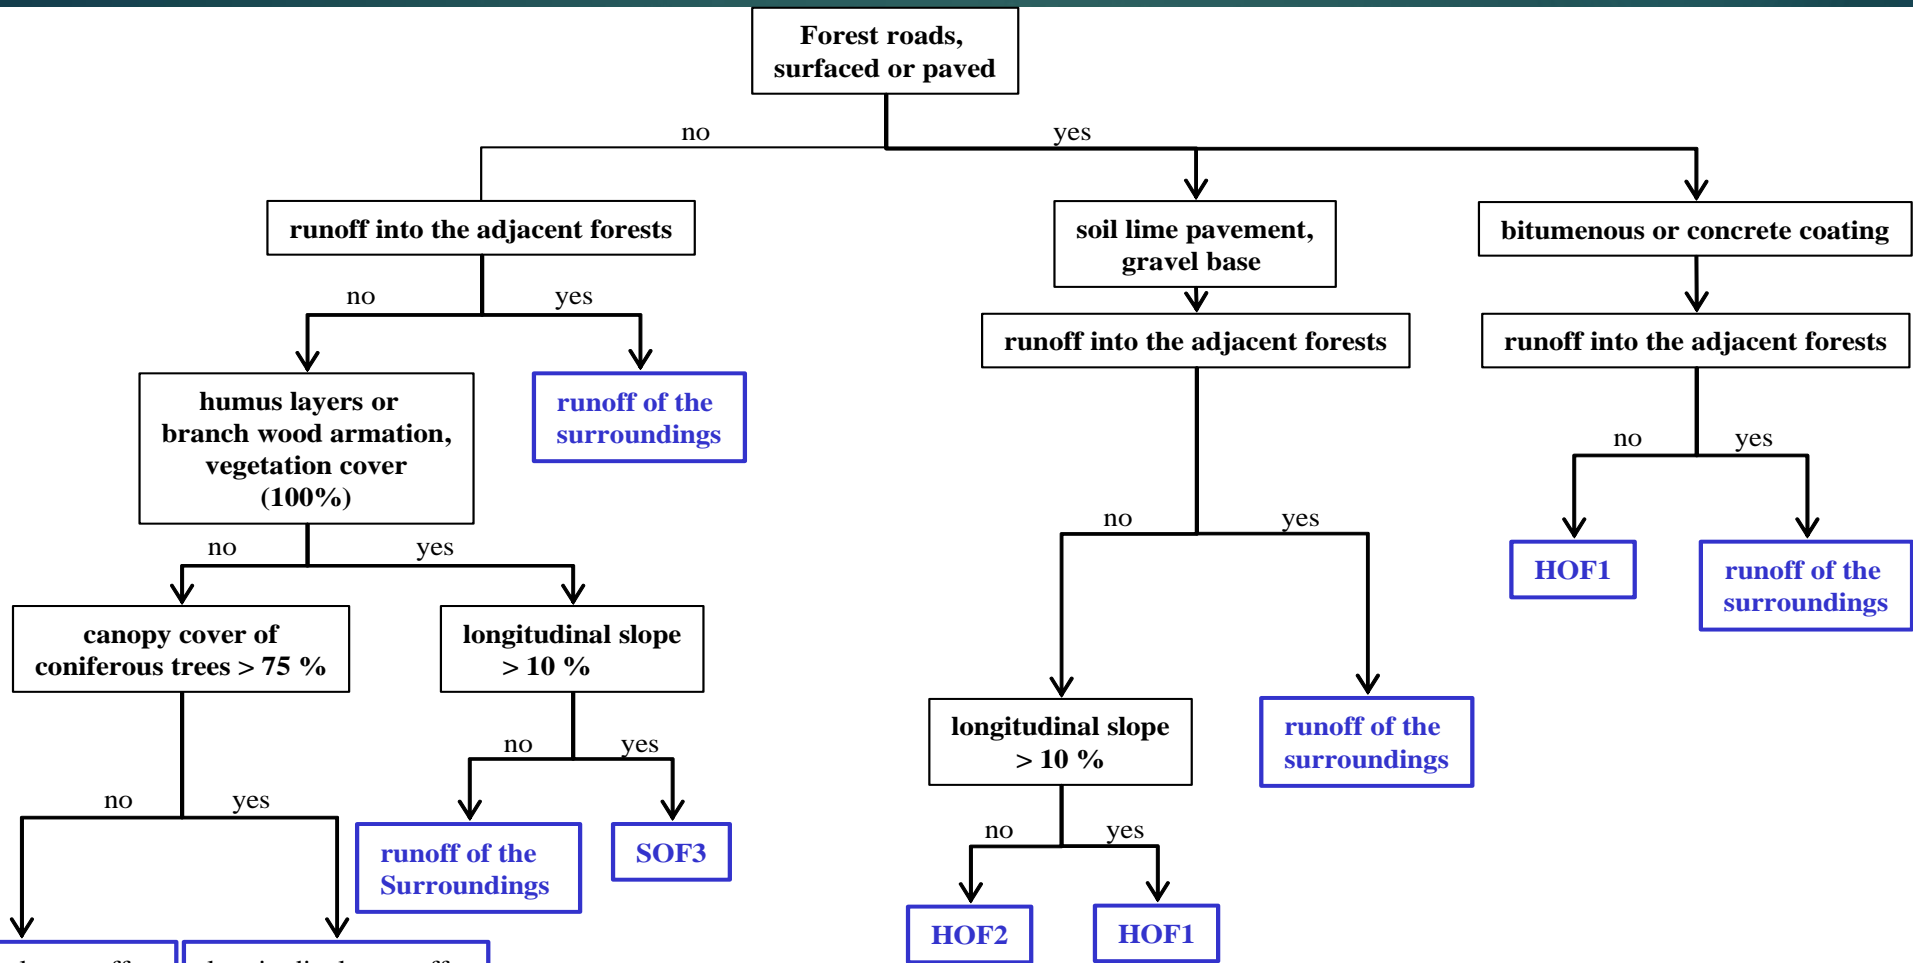 Forest roads,
surfaced or paved
no
yes
runoff into the adjacent forests
soil lime pavement,
gravel base
bitumenous or concrete coating
no
yes
runoff into the adjacent forests
runoff into the adjacent forests
humus layers or
branch wood armation,
vegetation cover
(100%)
runoff of the
surroundings
no
yes
no
yes
no
yes
HOF1
runoff of the
surroundings
canopy cover of
coniferous trees > 75 %
longitudinal slope
> 10 %
longitudinal slope
> 10 %
runoff of the
surroundings
no
yes
no
yes
runoff of the
Surroundings
SOF3
no
yes
HOF2
HOF1